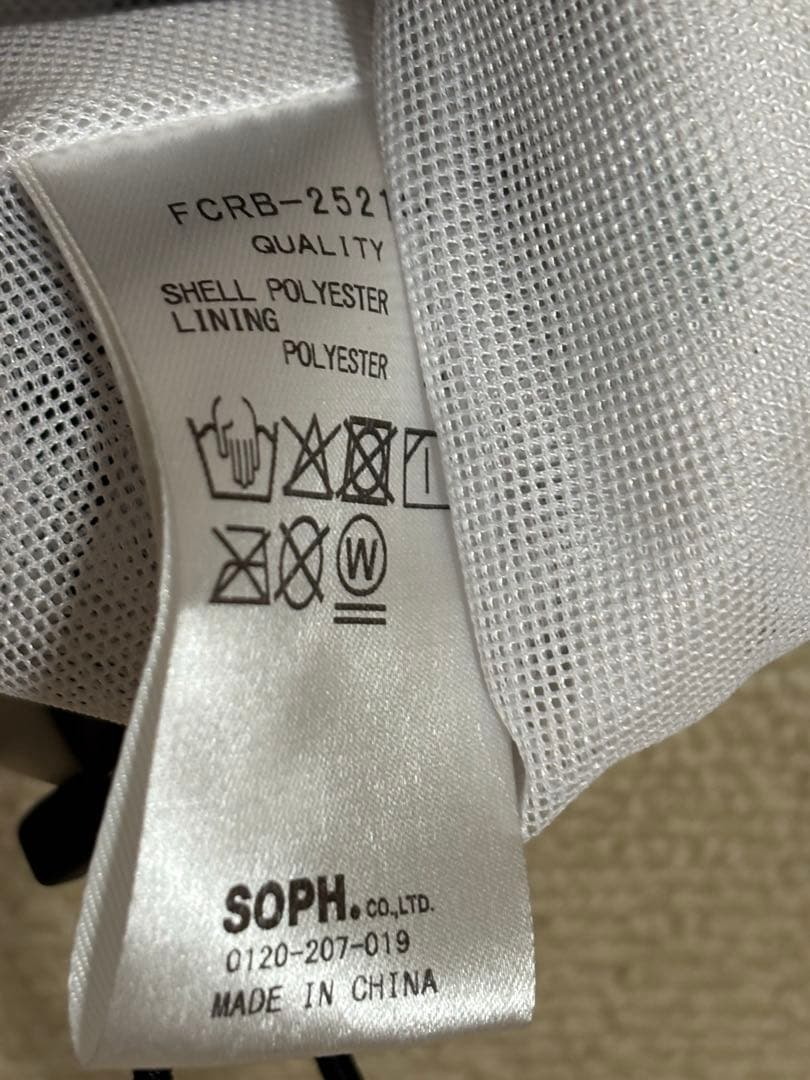 FCRB-2521
QUALITY
SHELL POLYESTER
LINING
POLYESTER
W
SOPH. CO.,LTD.
0120-207-019
MADE IN CHINA